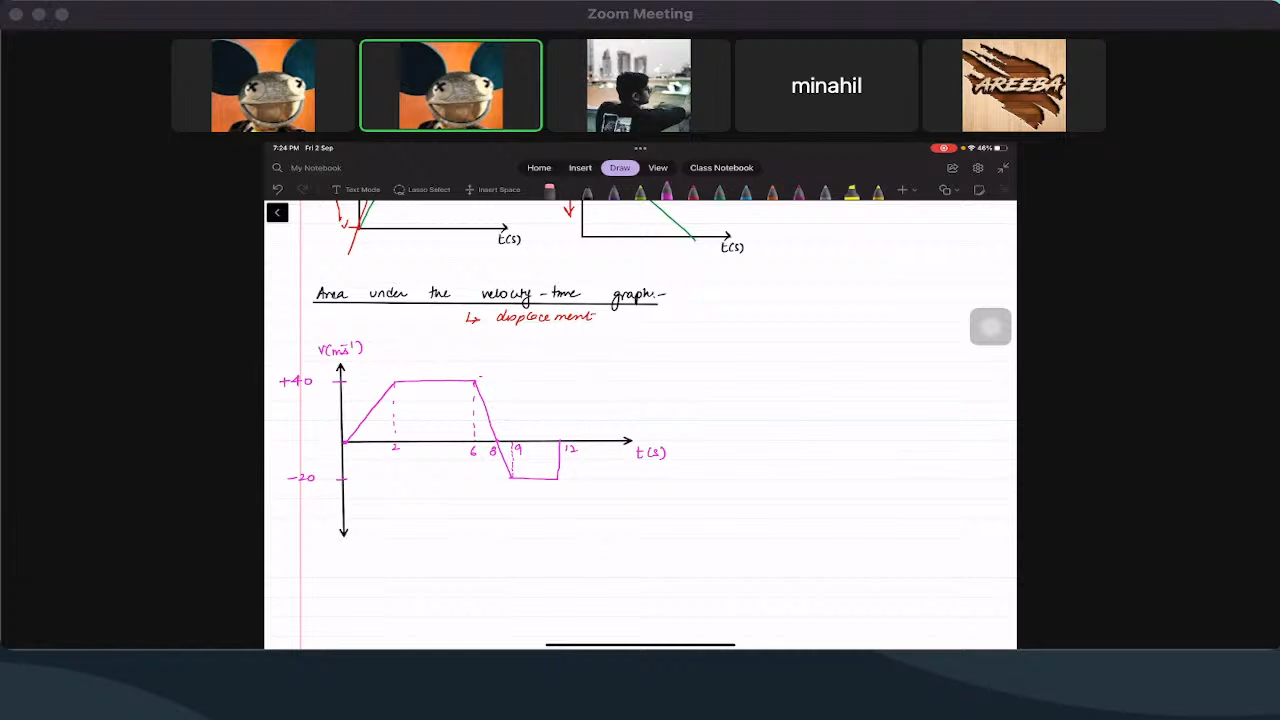 Zoom Meeting
minahil
AREEBA
7:24 PM Fri 2 Sep
46%
My Notebook
Home Insert Draw View Class Notebook
Text Mode Lasso Select Insert Space
t(s) t(s)
Area under the velocity-time graph:-
↳ displacement
v(ms⁻¹)
+40
2 6 8 9 12
t(s)
-20